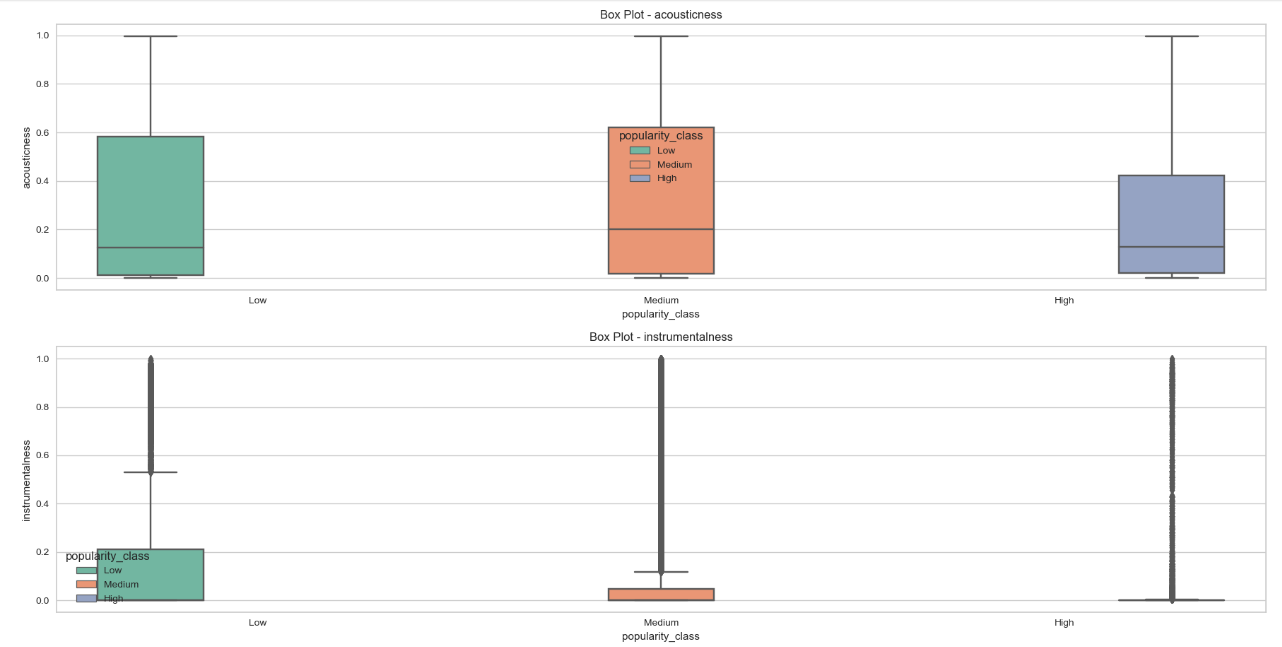 Box Plot - acousticness
1.0
0.8
0.6
0.4
0.2
0.0
acousticness
popularity_class
Low
Medium
High
Low Medium High
popularity_class
Box Plot - instrumentalness
1.0
0.8
0.6
0.4
0.2
0.0
instrumentalness
popularity_class
Low
Medium
High
Low Medium High
popularity_class